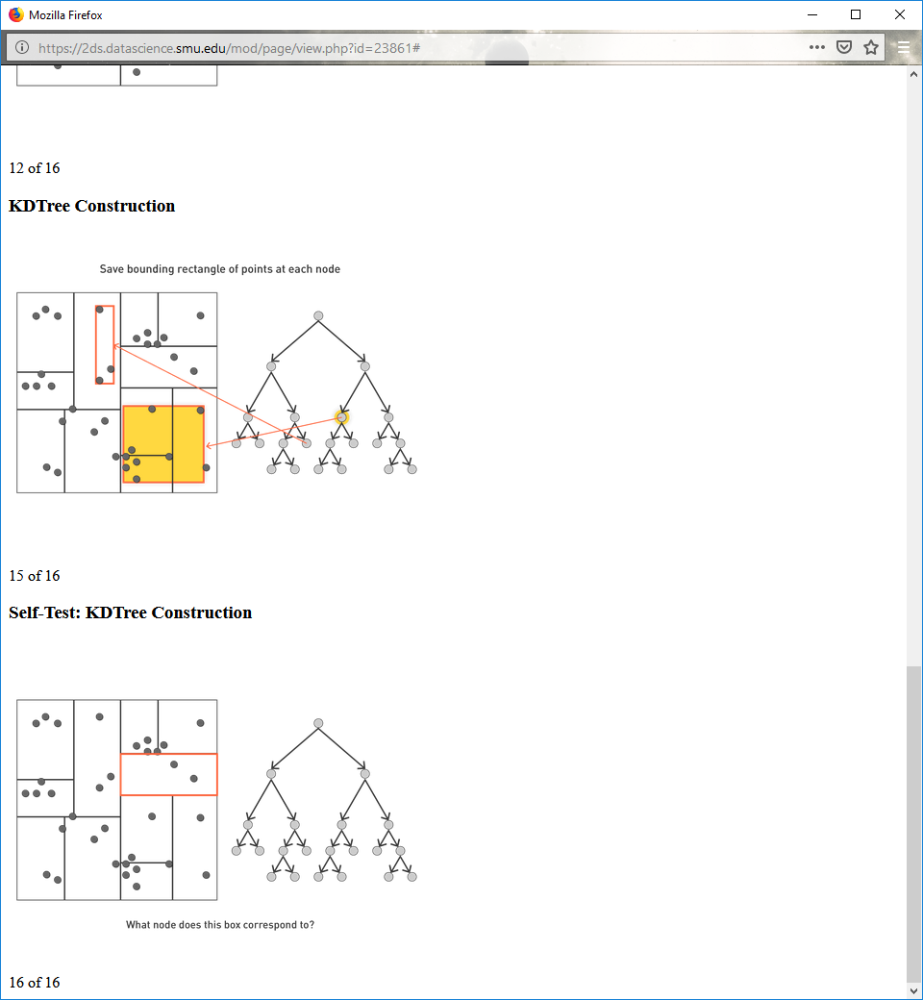 Mozilla Firefox
https://2ds.datascience.smu.edu/mod/page/view.php?id=23861#
12 of 16
KDTree Construction
Save bounding rectangle of points at each node
15 of 16
Self-Test: KDTree Construction
What node does this box correspond to?
16 of 16